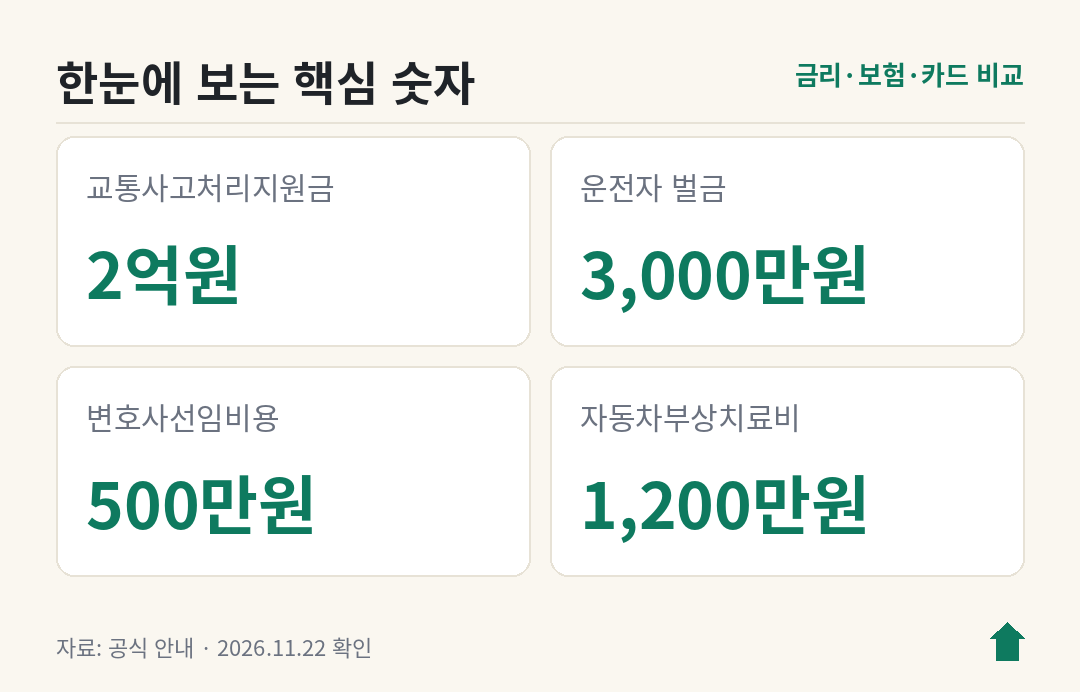 한눈에 보는 핵심 숫자
금리·보험·카드 비교
교통사고처리지원금
2억원
운전자 벌금
3,000만원
변호사선임비용
500만원
자동차부상치료비
1,200만원
자료: 공식 안내 · 2026.11.22 확인